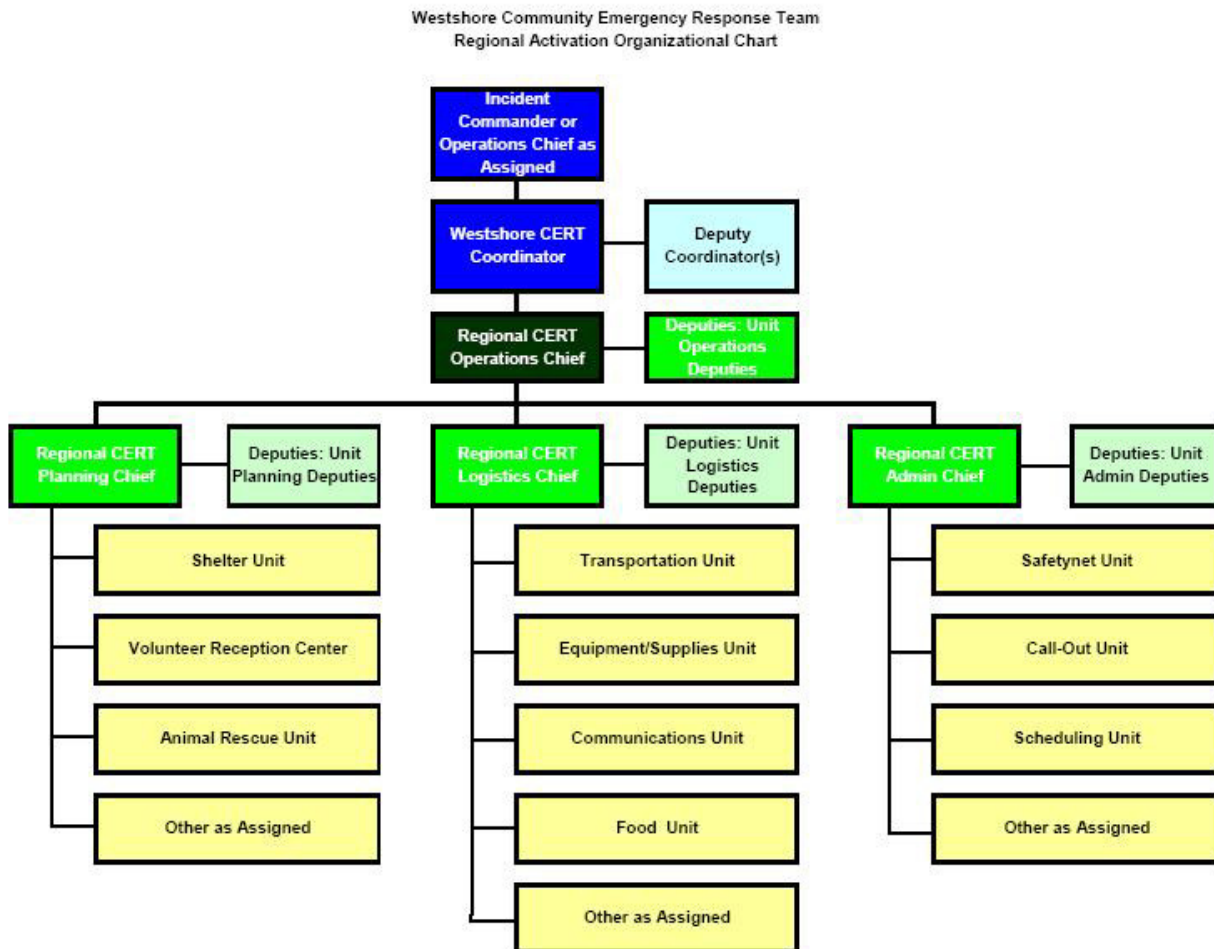 Westshore Community Emergency Response Team
Regional Activation Organizational Chart
Incident
Commander or
Operations Chief as
Assigned
Westshore CERT
Coordinator
Deputy
Coordinator(s)
Regional CERT
Operations Chief
Deputies: Unit
Operations
Deputies
Regional CERT
Planning Chief
Deputies: Unit
Planning Deputies
Regional CERT
Logistics Chief
Deputies: Unit
Logistics
Deputies
Regional CERT
Admin Chief
Deputies: Unit
Admin Deputies
Shelter Unit
Volunteer Reception Center
Animal Rescue Unit
Other as Assigned
Transportation Unit
Equipment/Supplies Unit
Communications Unit
Food Unit
Other as Assigned
Safetynet Unit
Call-Out Unit
Scheduling Unit
Other as Assigned